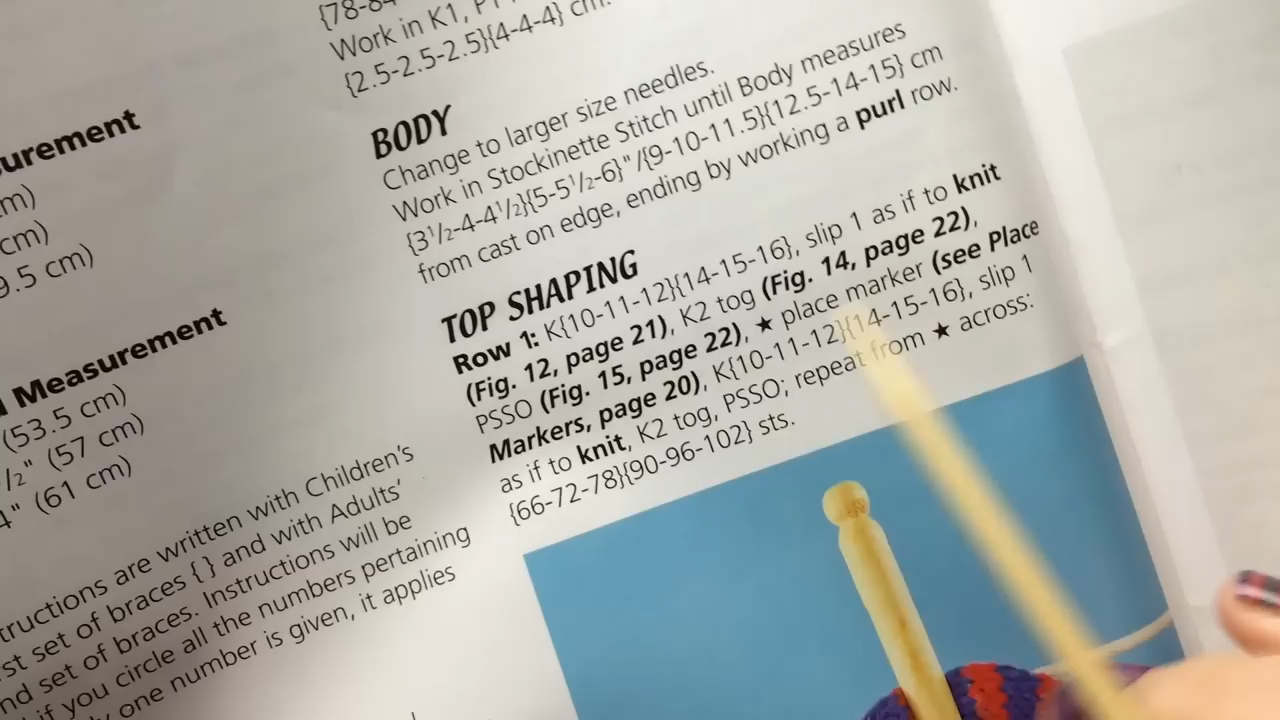 {78-84
Work in K1, P1
{2.5-2.5-2.5}{4-4-4} cm.
BODY
Change to larger size needles.
Work in Stockinette Stitch until Body measures
{3¹/₂-4-4¹/₂}{5-5¹/₂-6}"/{9-10-11.5}{12.5-14-15} cm
from cast on edge, ending by working a purl row.
TOP SHAPING
Row 1: K{10-11-12}{14-15-16}, slip 1 as if to knit
(Fig. 12, page 21), K2 tog (Fig. 14, page 22),
PSSO (Fig. 15, page 22), ★ place marker (see Place
Markers, page 20), K{10-11-12}{14-15-16}, slip 1
as if to knit, K2 tog, PSSO; repeat from ★ across:
{66-72-78}{90-96-102} sts.
urement
m)
cm)
9.5 cm)
Measurement
(53.5 cm)
/₂" (57 cm)
4" (61 cm)
tructions are written with Children's
rst set of braces { } and with Adults'
nd set of braces. Instructions will be
if you circle all the numbers pertaining
one number is given, it applies